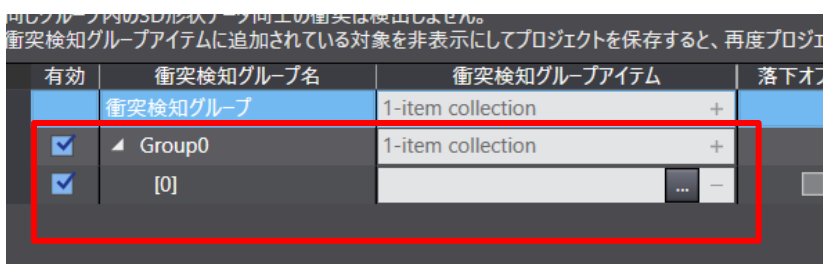 同じグループ内の3D形状データ同士の衝突は検出しません。
衝突検知グループアイテムに追加されている対象を非表示にしてプロジェクトを保存すると、再度プロジェ
有効 衝突検知グループ名 衝突検知グループアイテム 落下オブ
衝突検知グループ 1-item collection +
Group0 1-item collection +
[0] ... −